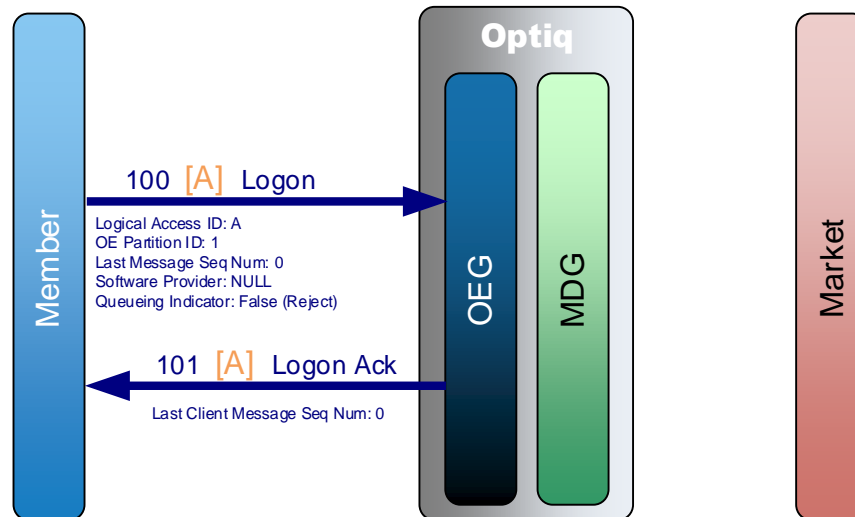 Optiq
100 [A] Logon
Logical Access ID: A
OE Partition ID: 1
Last Message Seq Num: 0
Software Provider: NULL
Queueing Indicator: False (Reject)
Member
OEG
MDG
Market
101 [A] Logon Ack
Last Client Message Seq Num: 0